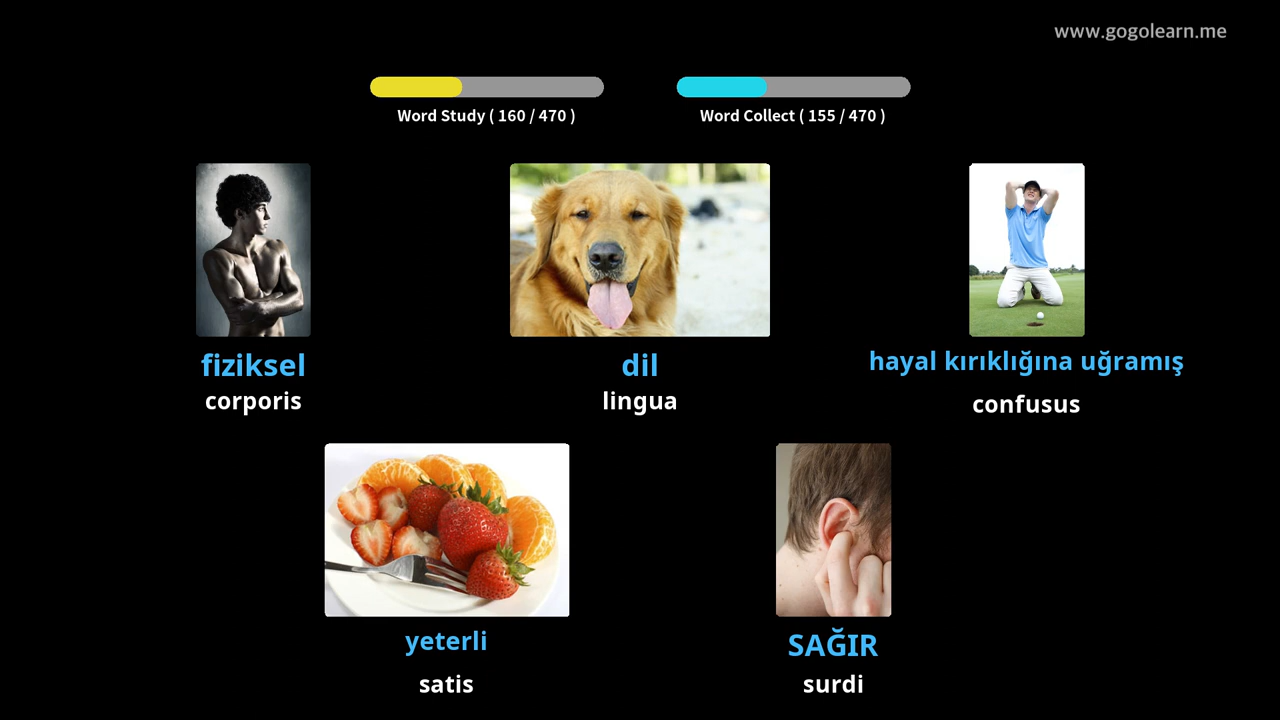 www.gogolearn.me
Word Study ( 160 / 470 )
Word Collect ( 155 / 470 )
fiziksel
corporis
dil
lingua
hayal kırıklığına uğramış
confusus
yeterli
satis
SAĞIR
surdi